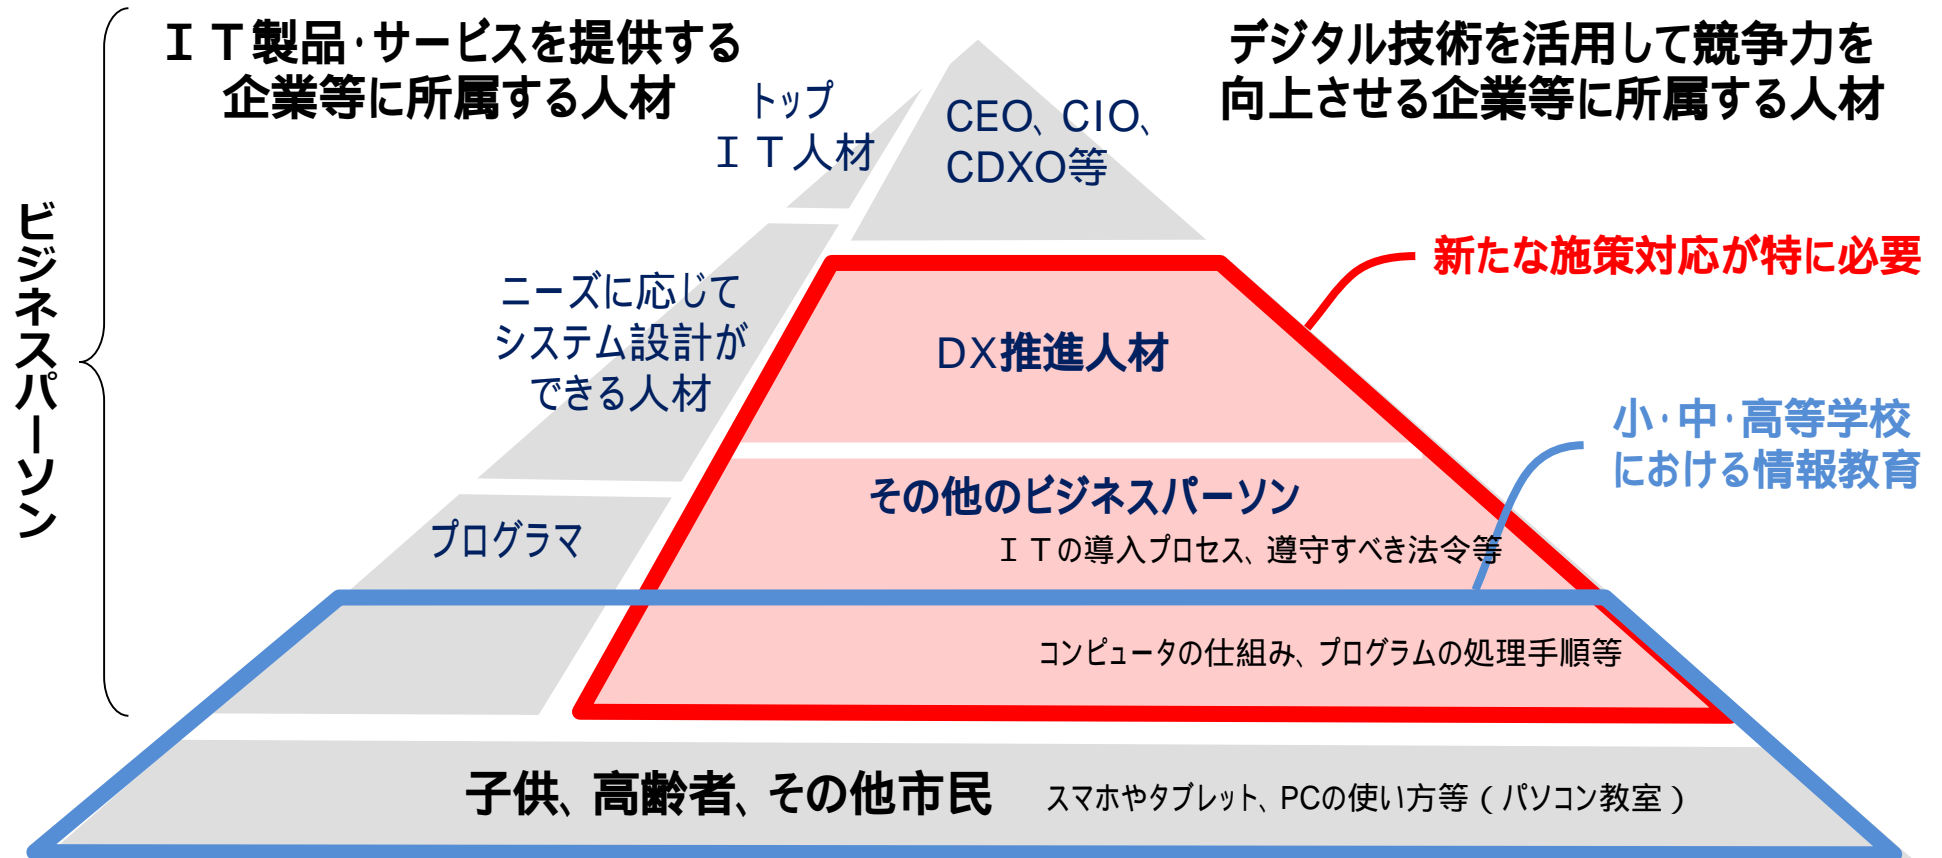 ＩＴ製品・サービスを提供する
企業等に所属する人材
デジタル技術を活用して競争力を
向上させる企業等に所属する人材
トップ
ＩＴ人材
CEO、CIO、
CDXO等
ビジネスパーソン
新たな施策対応が特に必要
ニーズに応じて
システム設計が
できる人材
DX推進人材
小・中・高等学校
における情報教育
その他のビジネスパーソン
プログラマ
ＩＴの導入プロセス、遵守すべき法令等
コンピュータの仕組み、プログラムの処理手順等
子供、高齢者、その他市民
スマホやタブレット、PCの使い方等（パソコン教室）